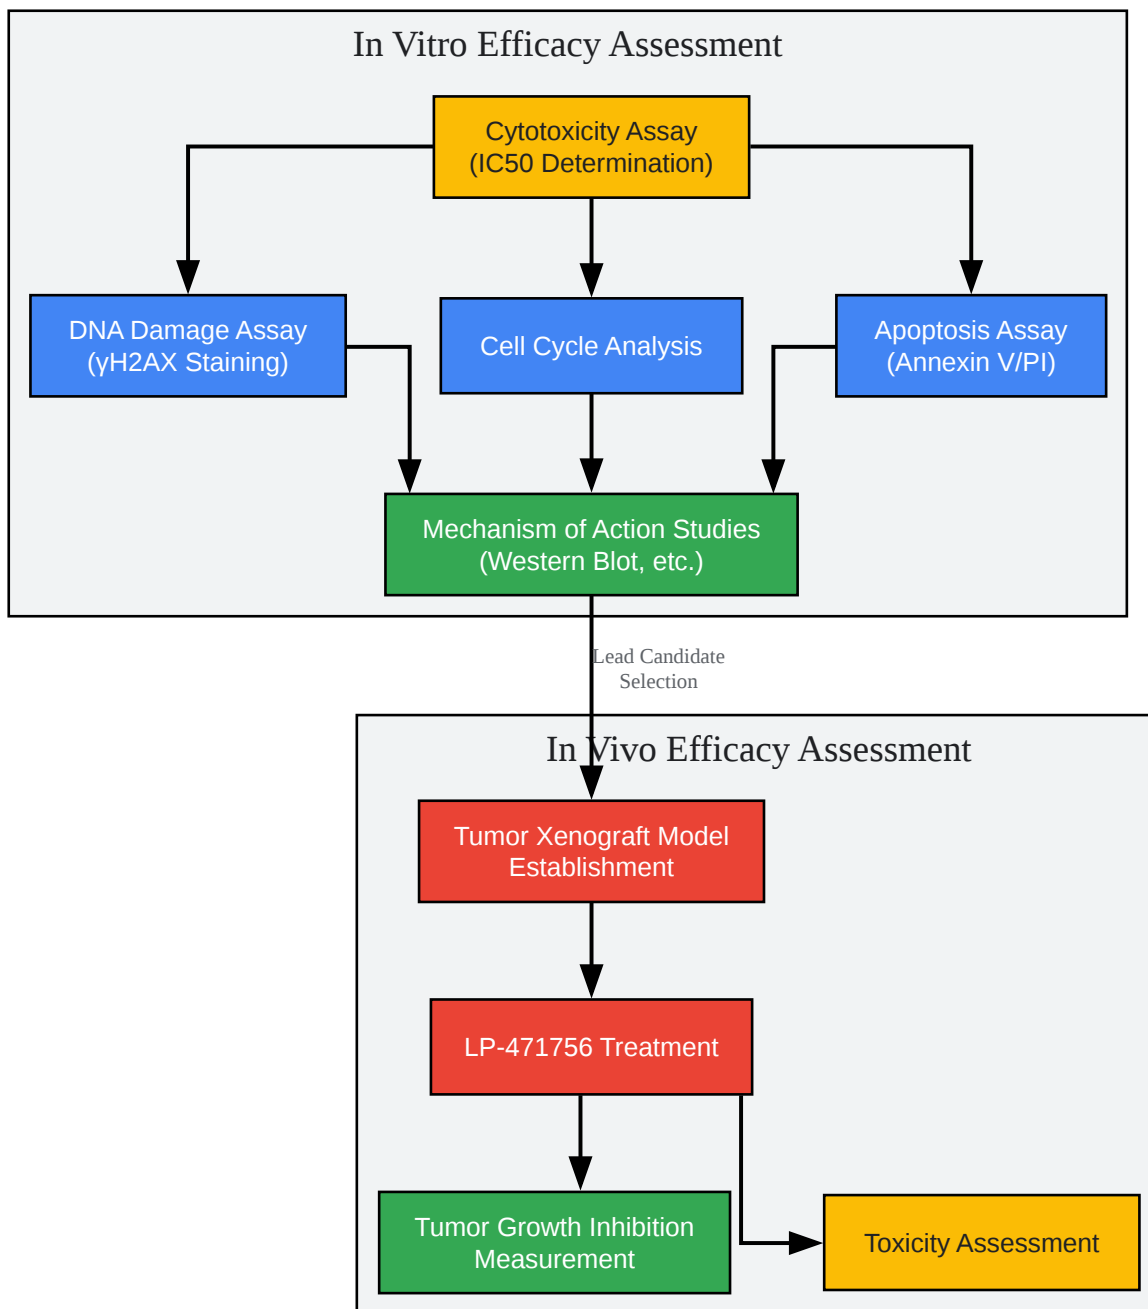 In Vitro Efficacy Assessment
Cytotoxicity Assay
(IC50 Determination)
DNA Damage Assay
(γH2AX Staining)
Cell Cycle Analysis
Apoptosis Assay
(Annexin V/PI)
Mechanism of Action Studies
(Western Blot, etc.)
Lead Candidate
Selection
In Vivo Efficacy Assessment
Tumor Xenograft Model
Establishment
LP-471756 Treatment
Tumor Growth Inhibition
Measurement
Toxicity Assessment